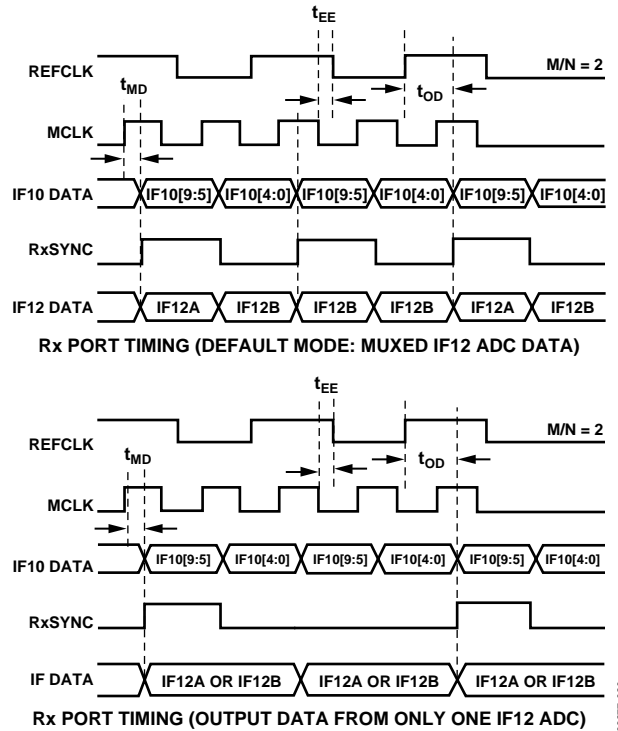 tEE
REFCLK
M/N = 2
tMD
tOD
MCLK
IF10 DATA IF10[9:5] IF10[4:0] IF10[9:5] IF10[4:0] IF10[9:5] IF10[4:0]
RxSYNC
IF12 DATA IF12A IF12B IF12B IF12B IF12A IF12B
Rx PORT TIMING (DEFAULT MODE: MUXED IF12 ADC DATA)
tEE
REFCLK
M/N = 2
tMD
tOD
MCLK
IF10 DATA IF10[9:5] IF10[4:0] IF10[9:5] IF10[4:0] IF10[9:5] IF10[4:0]
RxSYNC
IF DATA IF12A OR IF12B IF12A OR IF12B IF12A OR IF12B
Rx PORT TIMING (OUTPUT DATA FROM ONLY ONE IF12 ADC)